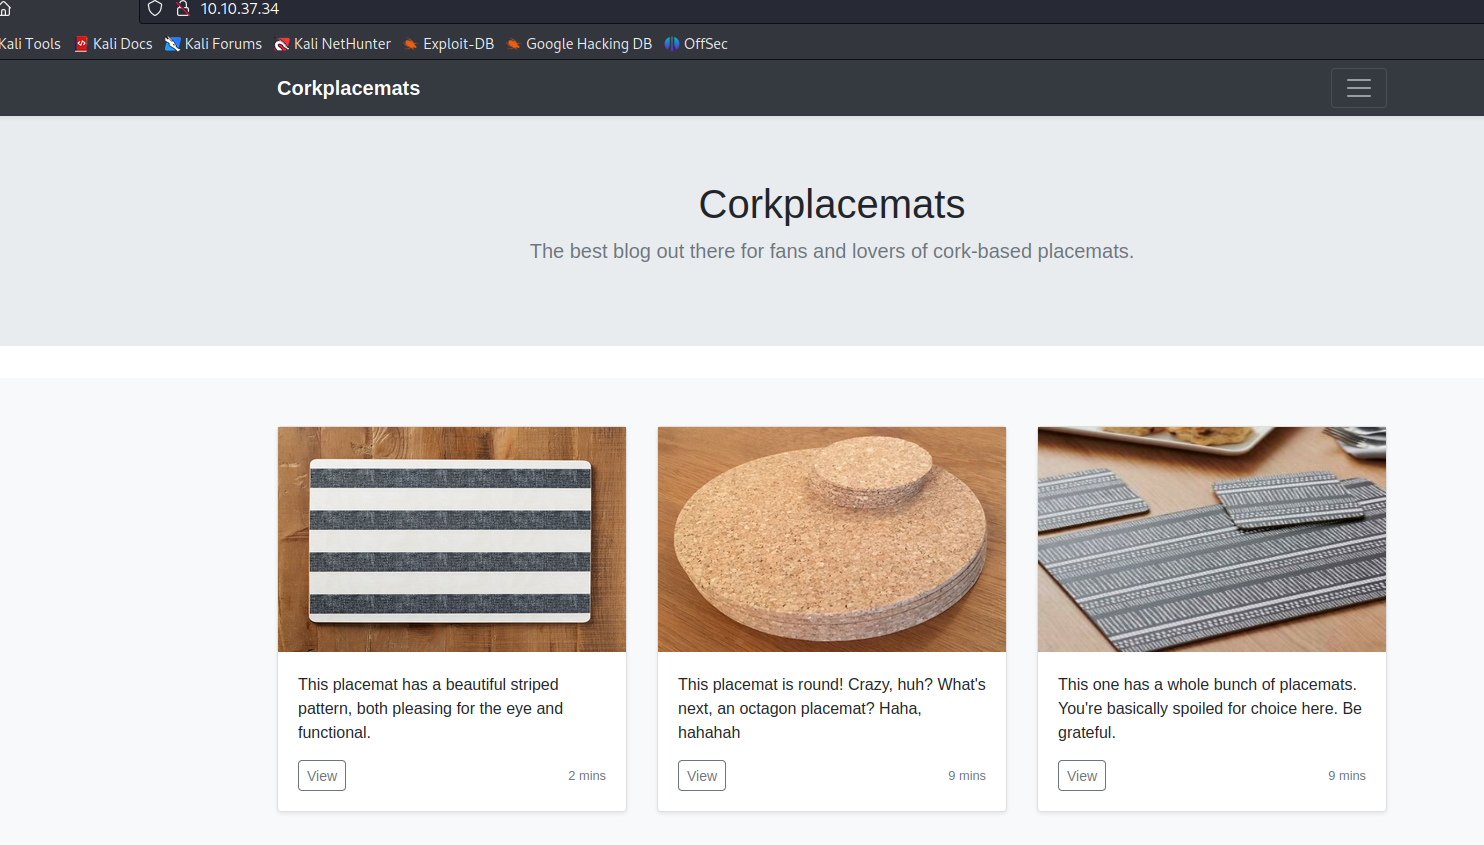 10.10.37.34
Kali Tools Kali Docs Kali Forums Kali NetHunter Exploit-DB Google Hacking DB OffSec
Corkplacemats
Corkplacemats
The best blog out there for fans and lovers of cork-based placemats.
This placemat has a beautiful striped
pattern, both pleasing for the eye and
functional.
View 2 mins
This placemat is round! Crazy, huh? What's
next, an octagon placemat? Haha,
hahahah
View 9 mins
This one has a whole bunch of placemats.
You're basically spoiled for choice here. Be
grateful.
View 9 mins